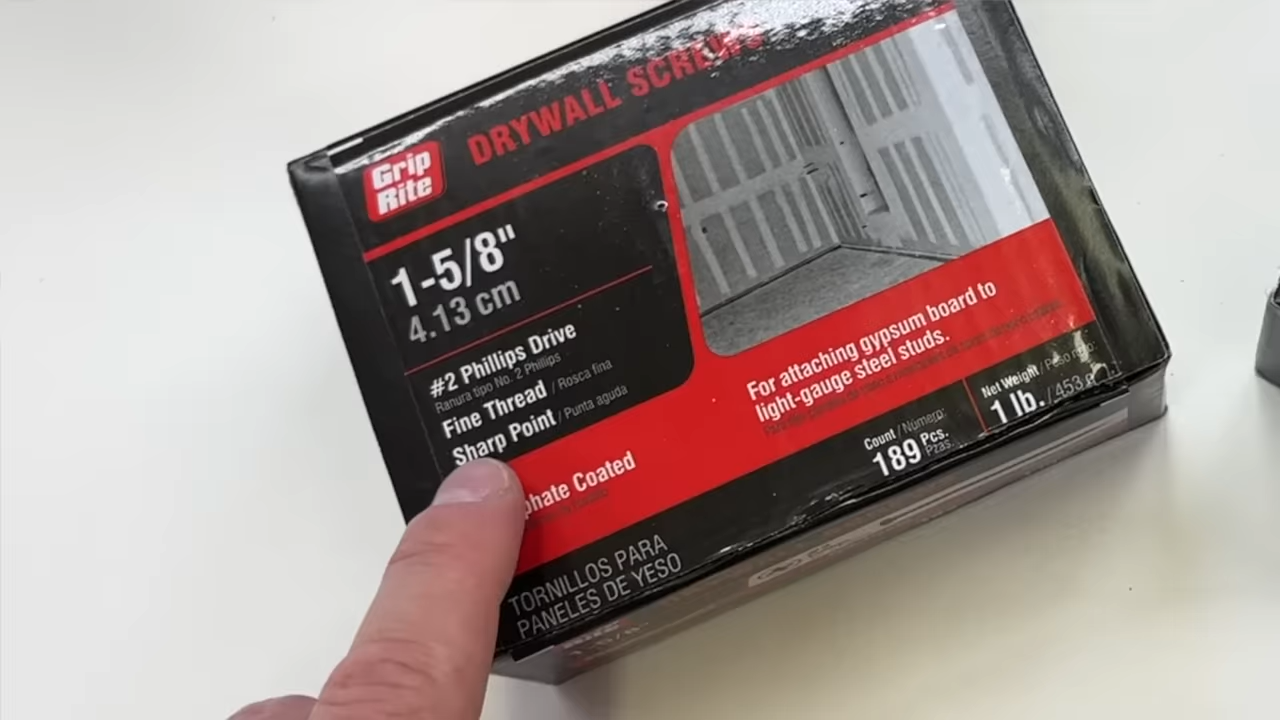 DRYWALL SCREWS
Grip
Rite
1-5/8"
4.13 cm
#2 Phillips Drive
Ranura tipo No. 2 Phillips
Fine Thread / Rosca fina
Sharp Point / Punta aguda
phate Coated
For attaching gypsum board to
light-gauge steel studs.
Count / Número:
189 Pcs.
Pzas.
Net Weight / Peso neto:
1 lb. / 453
TORNILLOS PARA
PANELES DE YESO